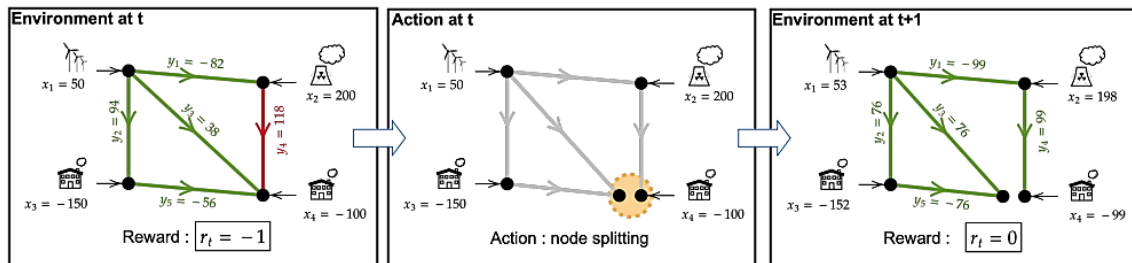 Environment at t
y₁ = −82
x₁ = 50
x₂ = 200
y₂ = 94
y₃ = 38
y₄ = 118
x₃ = −150
y₅ = −56
x₄ = −100
Reward : rₜ = −1
Action at t
x₁ = 50
x₂ = 200
x₃ = −150
x₄ = −100
Action : node splitting
Environment at t+1
y₁ = −99
x₁ = 53
x₂ = 198
y₂ = 76
y₃ = 76
y₄ = 99
x₃ = −152
y₅ = −76
x₄ = −99
Reward : rₜ = 0